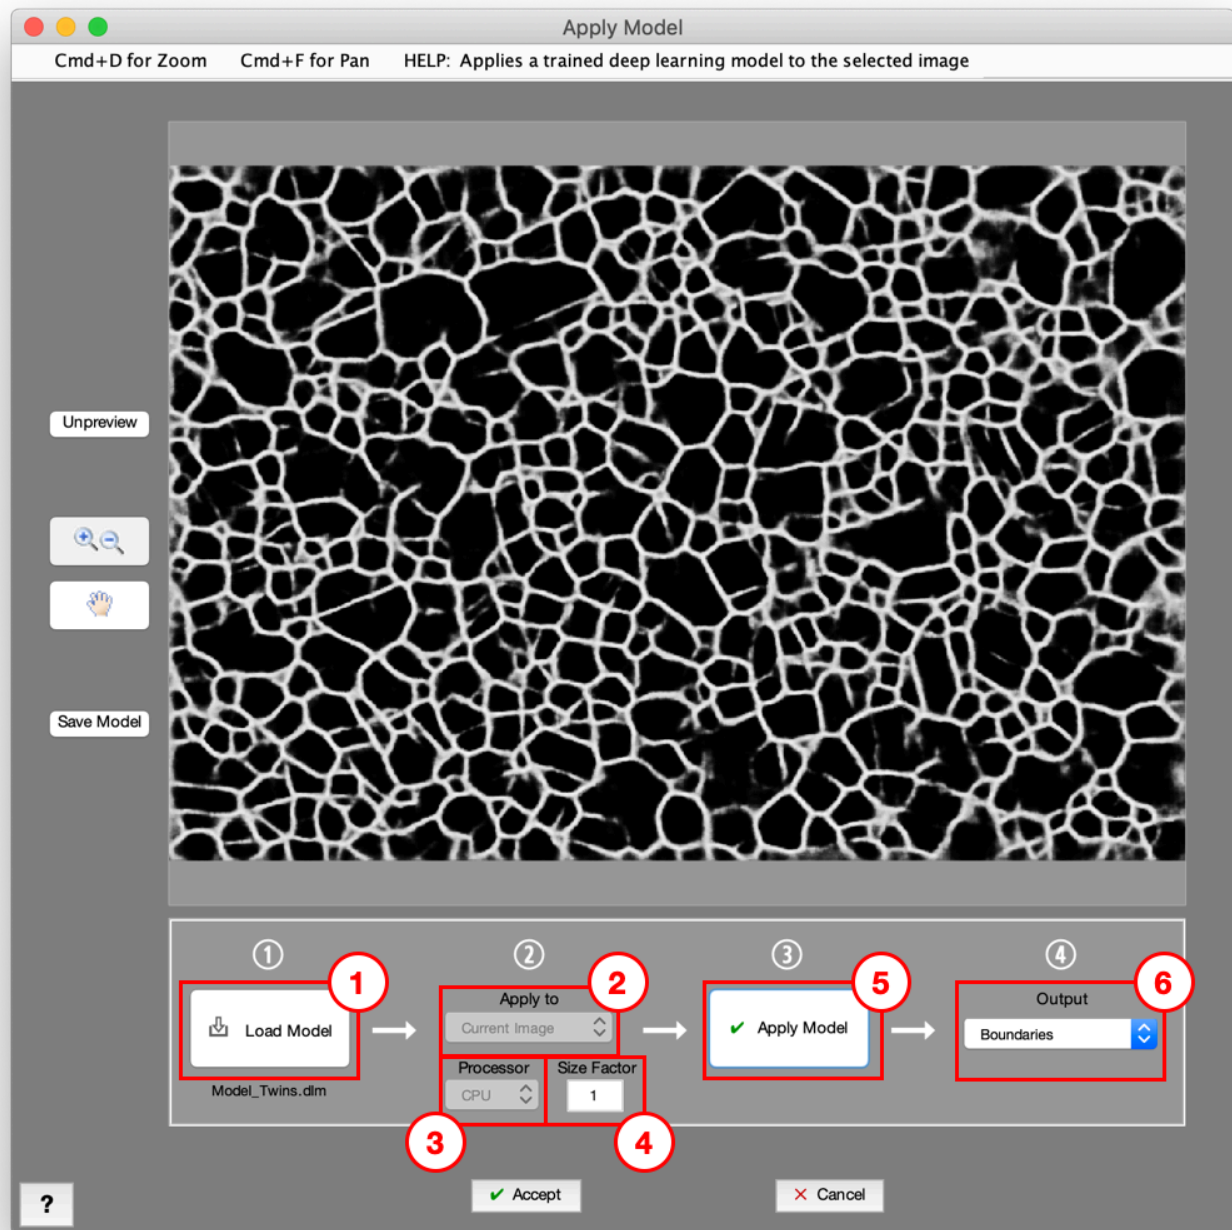 Apply Model
Cmd+D for Zoom Cmd+F for Pan HELP: Applies a trained deep learning model to the selected image
Unpreview
Save Model
① ② ③ ④
1 2 5 6
Load Model
Model_Twins.dlm
Apply to
Current Image
Processor
CPU
Size Factor
1
3 4
Apply Model
Output
Boundaries
?
Accept
Cancel